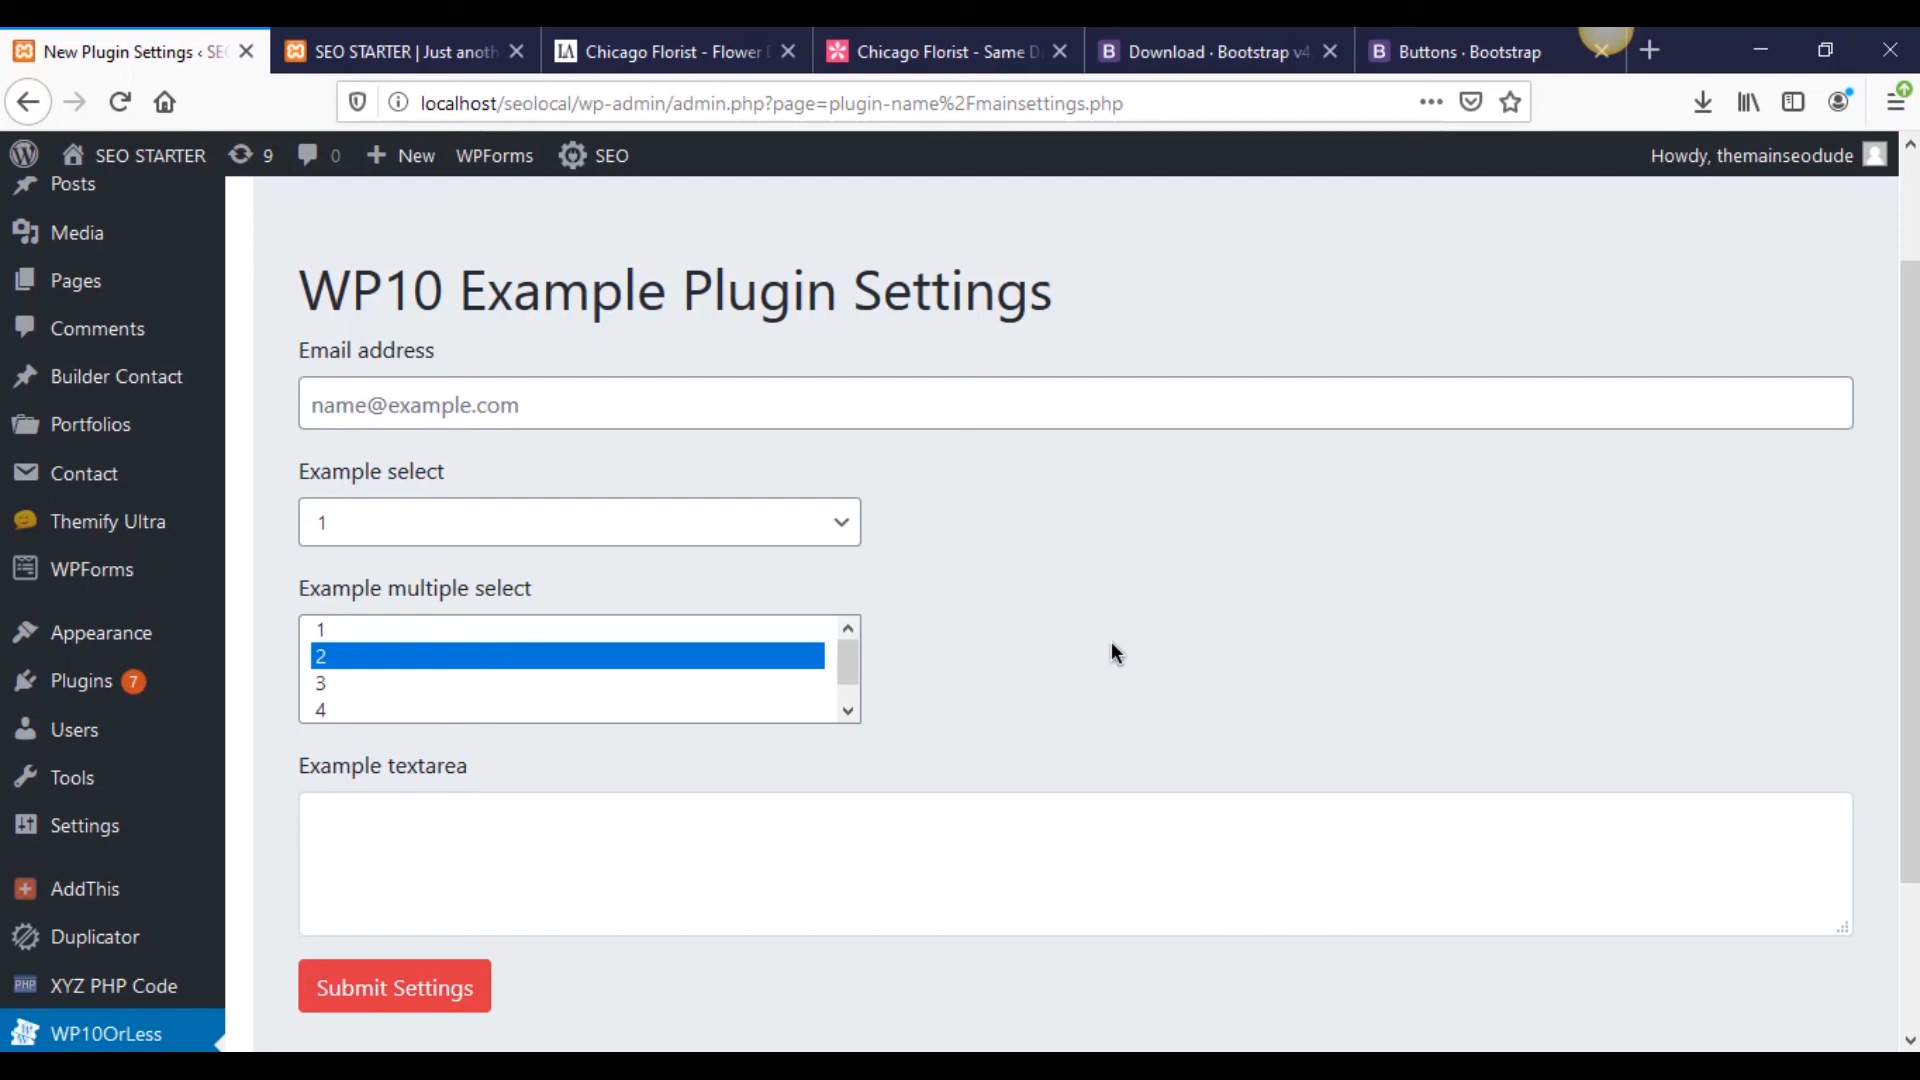 New Plugin Settings ‹ SEO
SEO STARTER | Just anoth
LA Chicago Florist - Flower D
Chicago Florist - Same D
B Download · Bootstrap v4
B Buttons · Bootstrap
localhost/seolocal/wp-admin/admin.php?page=plugin-name%2Fmainsettings.php
SEO STARTER 9 0 New WPForms SEO
Howdy, themainseodude
Posts
Media
Pages
Comments
Builder Contact
Portfolios
Contact
Themify Ultra
WPForms
Appearance
Plugins 7
Users
Tools
Settings
AddThis
Duplicator
PHP XYZ PHP Code
WP10OrLess
WP10 Example Plugin Settings
Email address
name@example.com
Example select
1
Example multiple select
1
2
3
4
Example textarea
Submit Settings